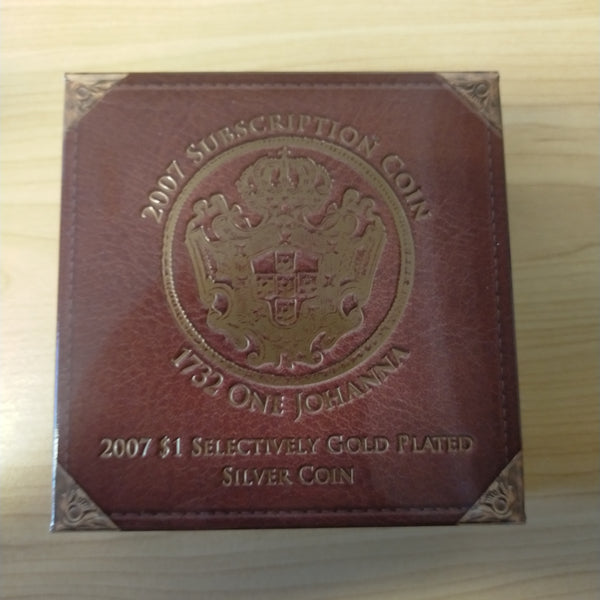 2007 SUBSCRIPTION COIN
1732 ONE JOHANNA
2007 $1 SELECTIVELY GOLD PLATED
SILVER COIN